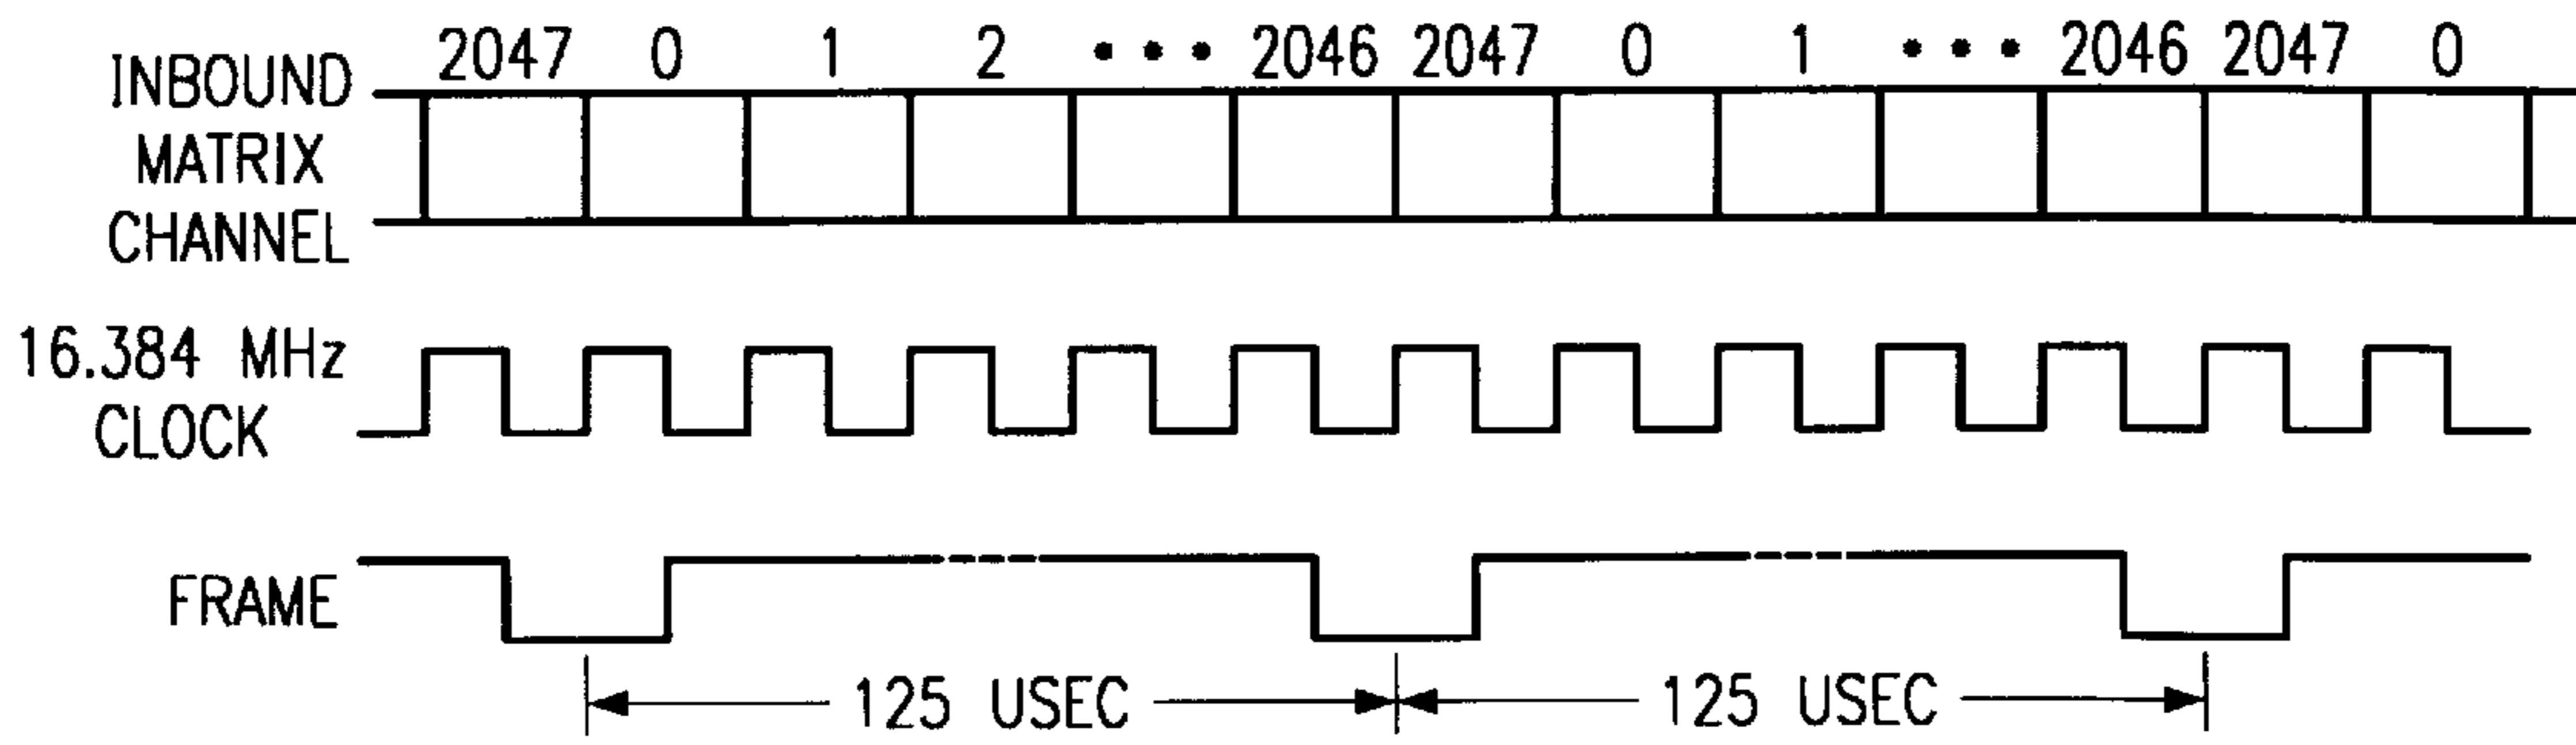 2047 0 1 2 ••• 2046 2047 0 1 ••• 2046 2047 0
INBOUND
MATRIX
CHANNEL
16.384 MHz
CLOCK
FRAME
125 USEC 125 USEC